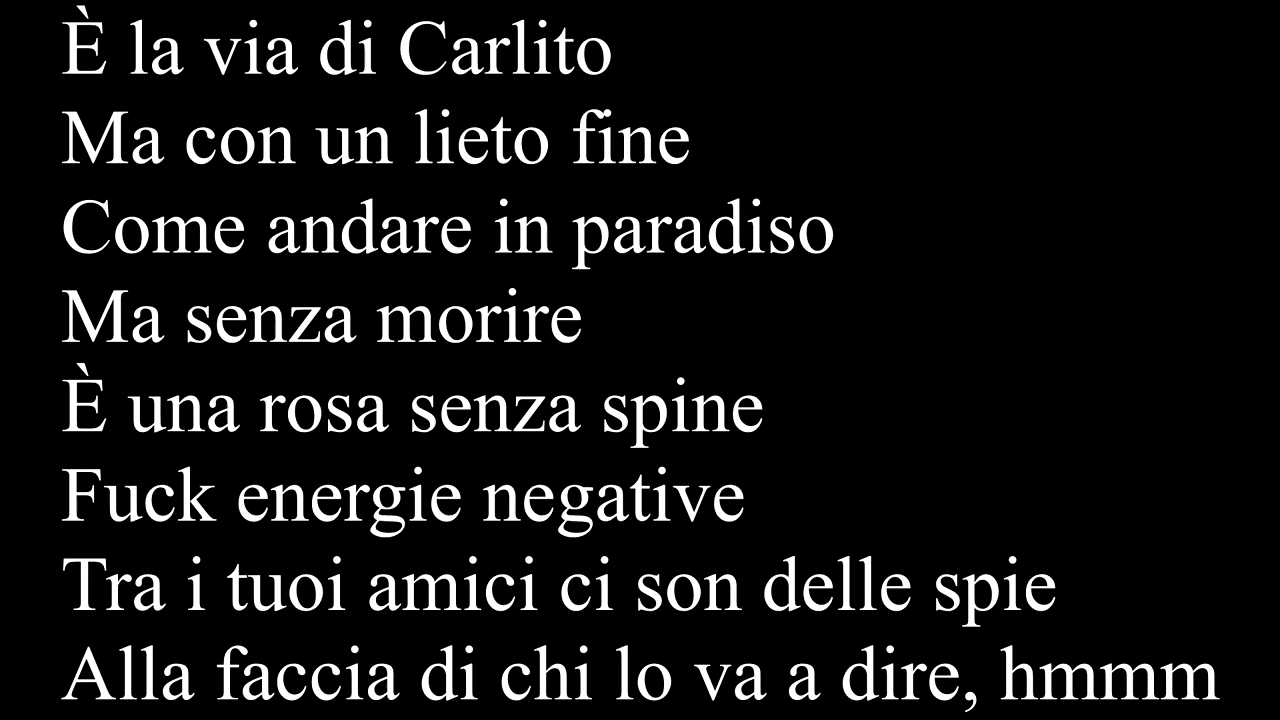 È la via di Carlito
Ma con un lieto fine
Come andare in paradiso
Ma senza morire
È una rosa senza spine
Fuck energie negative
Tra i tuoi amici ci son delle spie
Alla faccia di chi lo va a dire, hmmm